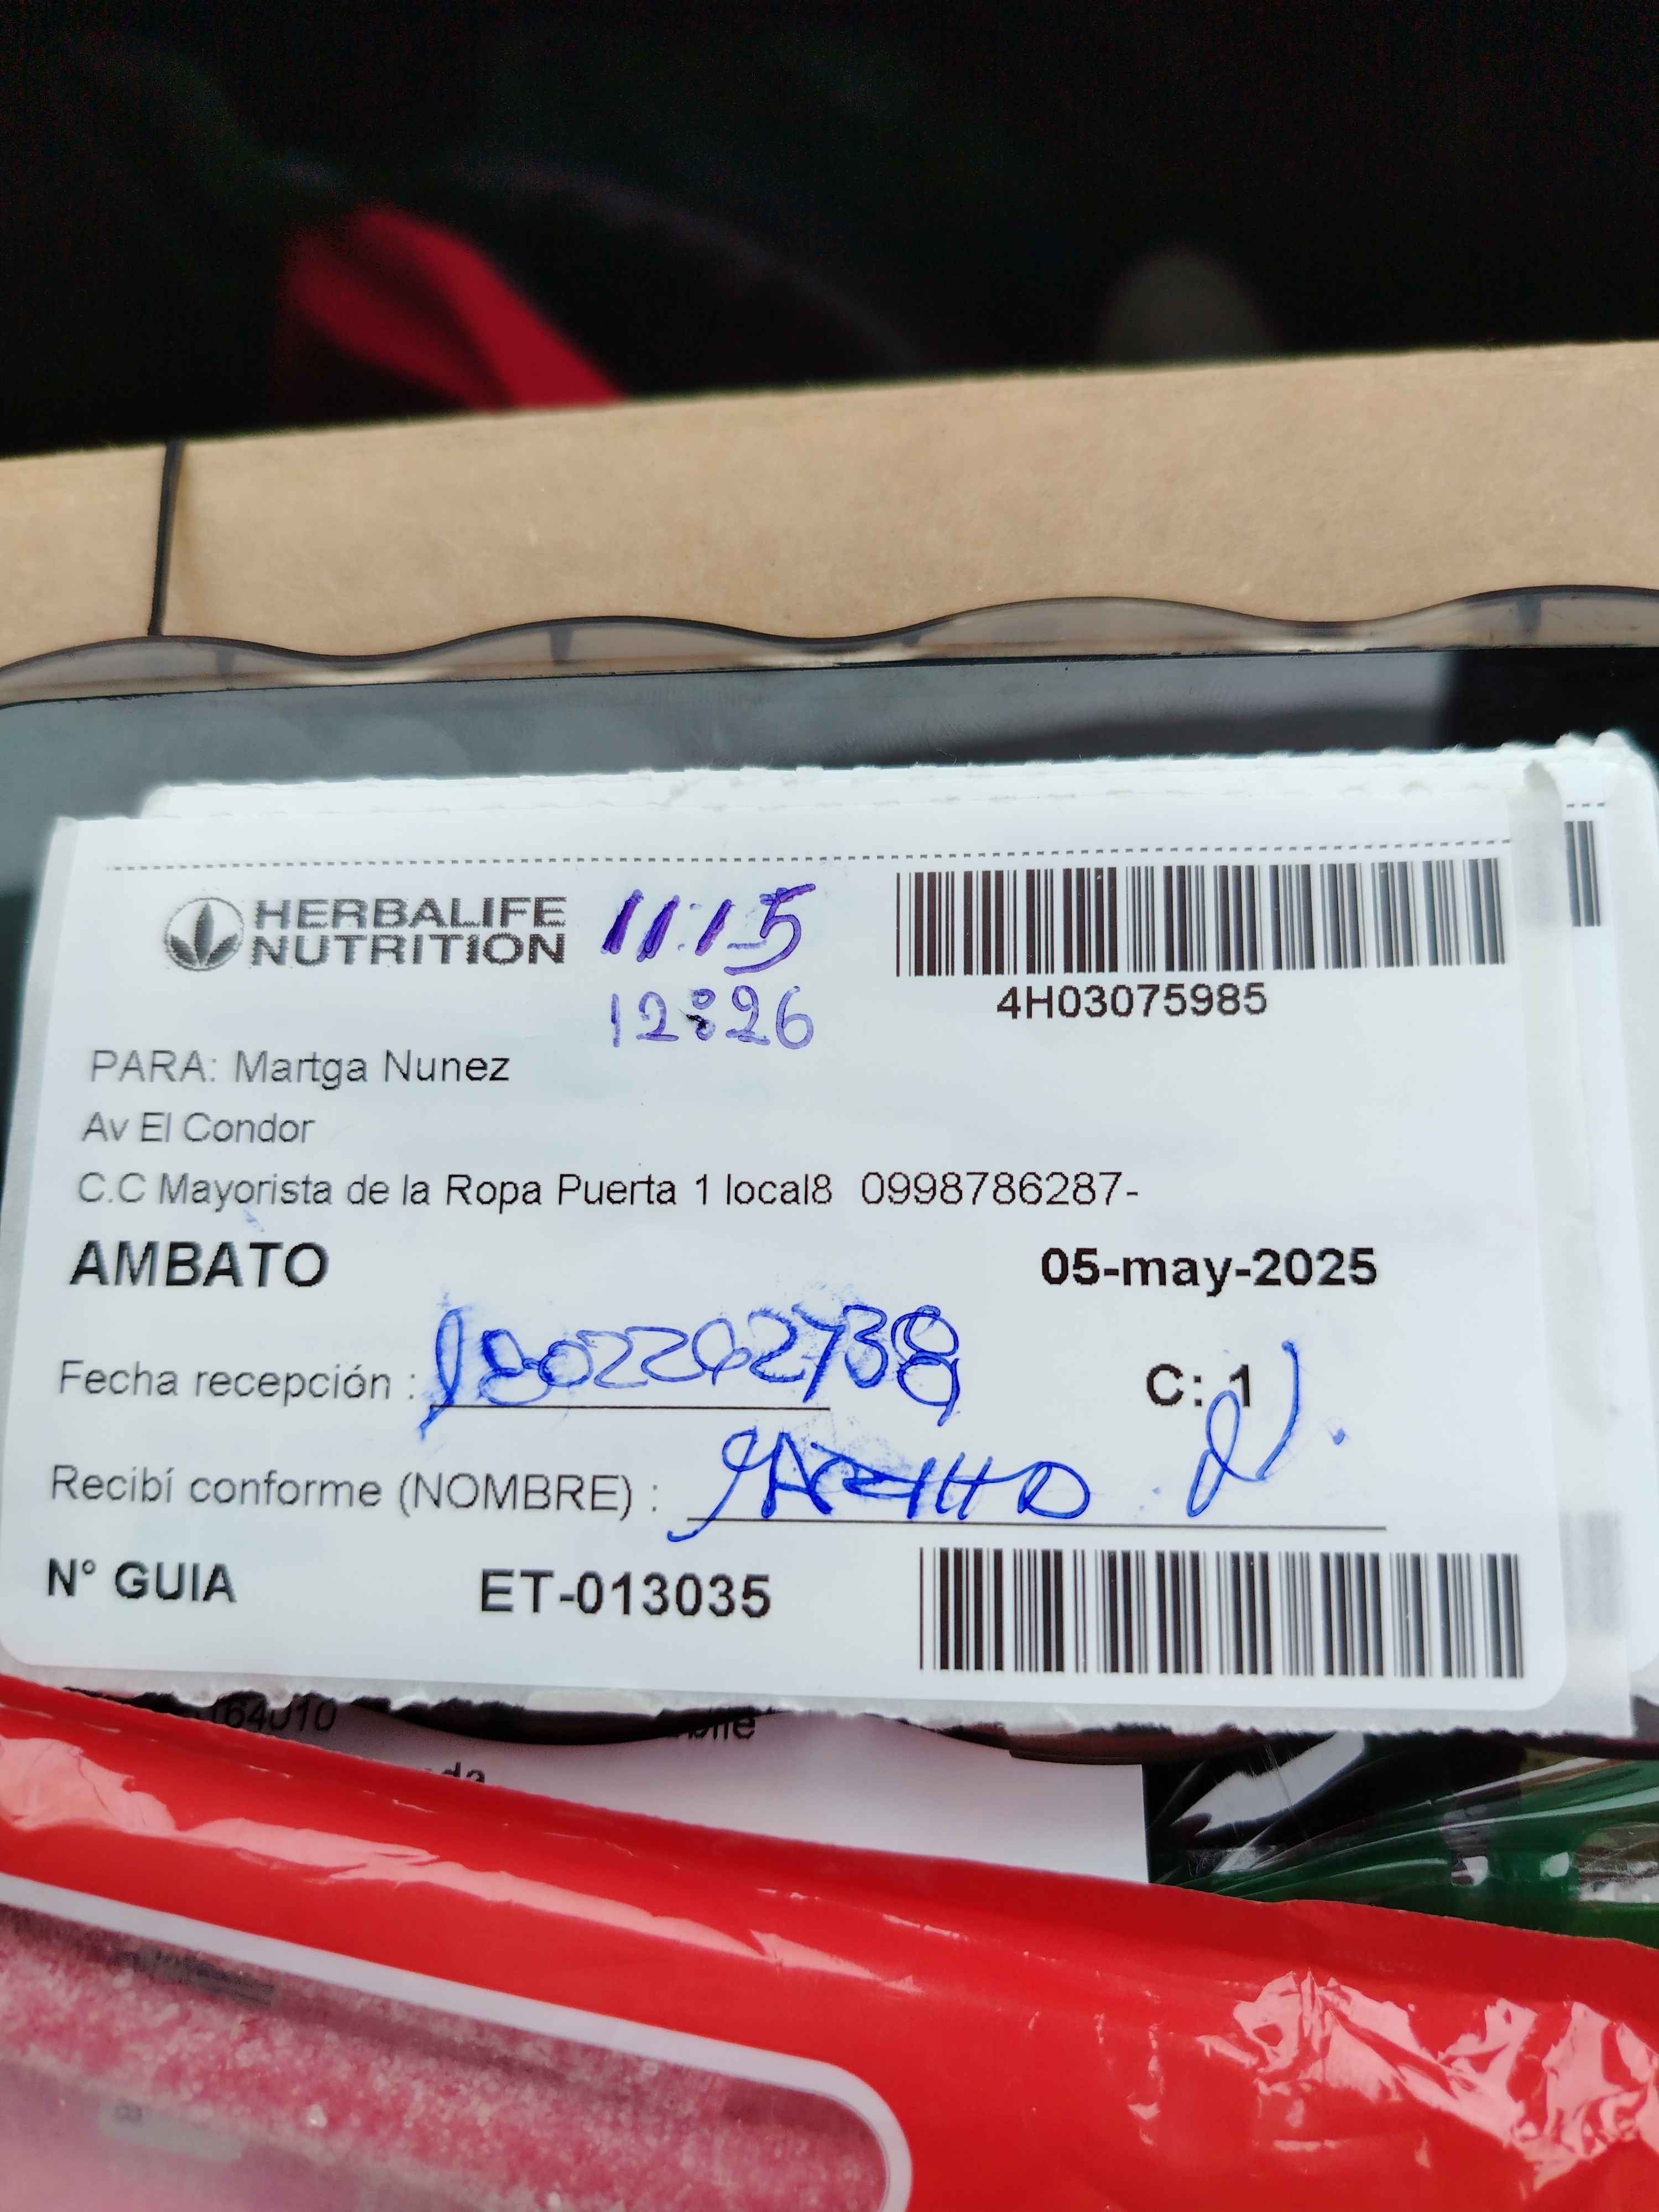 HERBALIFE
NUTRITION
11:15
12:26
4H03075985
PARA: Martga Nunez
Av El Condor
C.C Mayorista de la Ropa Puerta 1 local8 0998786287-
AMBATO
05-may-2025
Fecha recepción :
C: 1
Recibí conforme (NOMBRE) :
N° GUIA
ET-013035